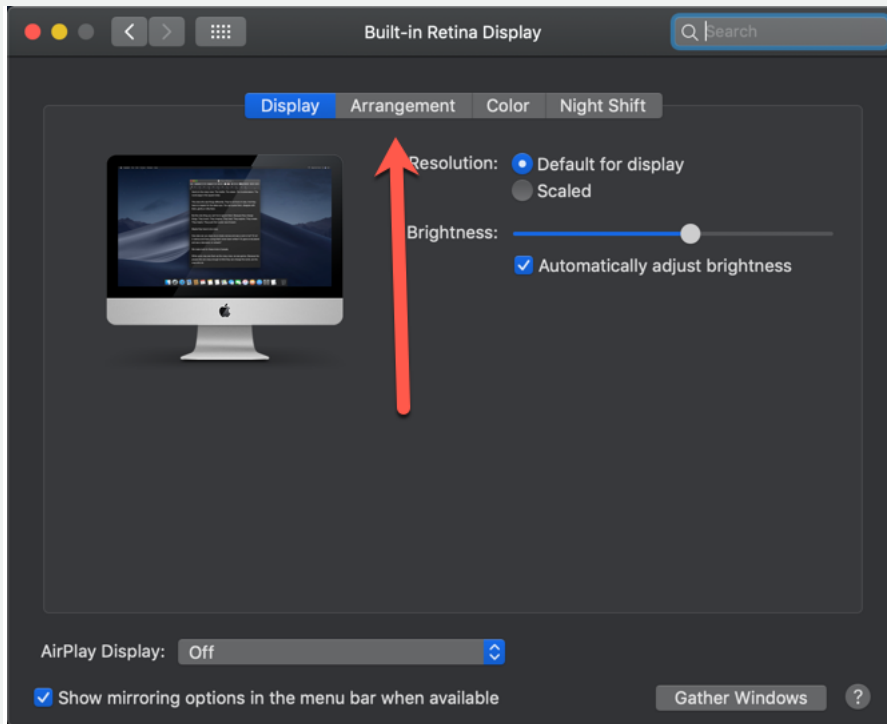 Built-in Retina Display
Search
Display Arrangement Color Night Shift
Resolution: Default for display
Scaled
Brightness:
Automatically adjust brightness
AirPlay Display: Off
Show mirroring options in the menu bar when available
Gather Windows ?